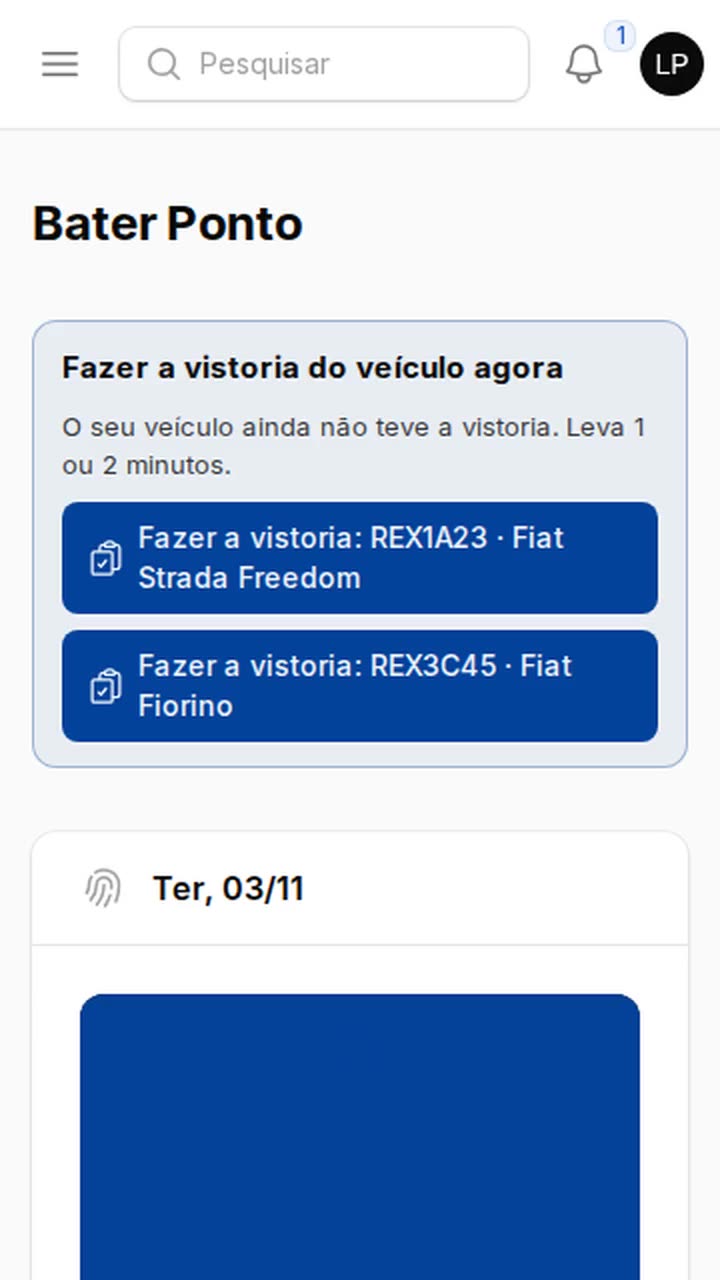 Pesquisar
1
LP
Bater Ponto
Fazer a vistoria do veículo agora
O seu veículo ainda não teve a vistoria. Leva 1
ou 2 minutos.
Fazer a vistoria: REX1A23 · Fiat
Strada Freedom
Fazer a vistoria: REX3C45 · Fiat
Fiorino
Ter, 03/11